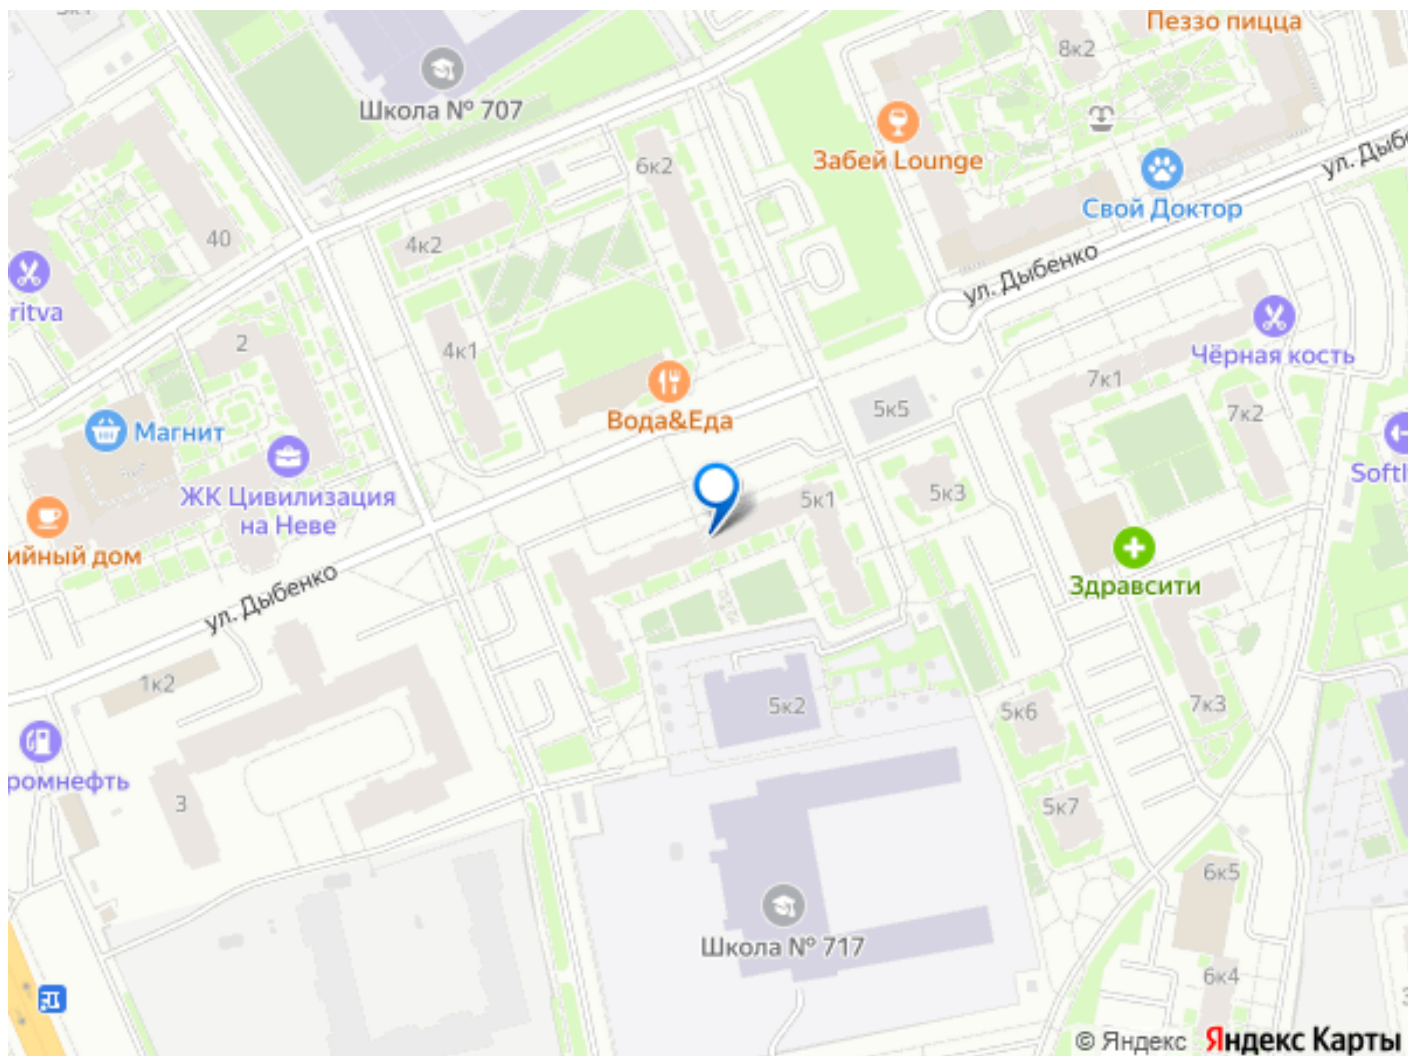 Пеззо пицца
8к2
Школа № 707
Забей Lounge
6к2
ул. Дыбе
Свой Доктор
40
4к2
ул. Дыбенко
ritva
2
4к1
Чёрная кость
7к1
Вода&Еда
5к5
7к2
Магнит
Softl
ЖК Цивилизация
на Неве
5к1
5к3
ийный дом
Здравсити
ул. Дыбенко
1к2
5к2
5к6
7к3
ромнефть
3
5к7
6к5
Школа № 717
6к4
© Яндекс Яндекс Карты